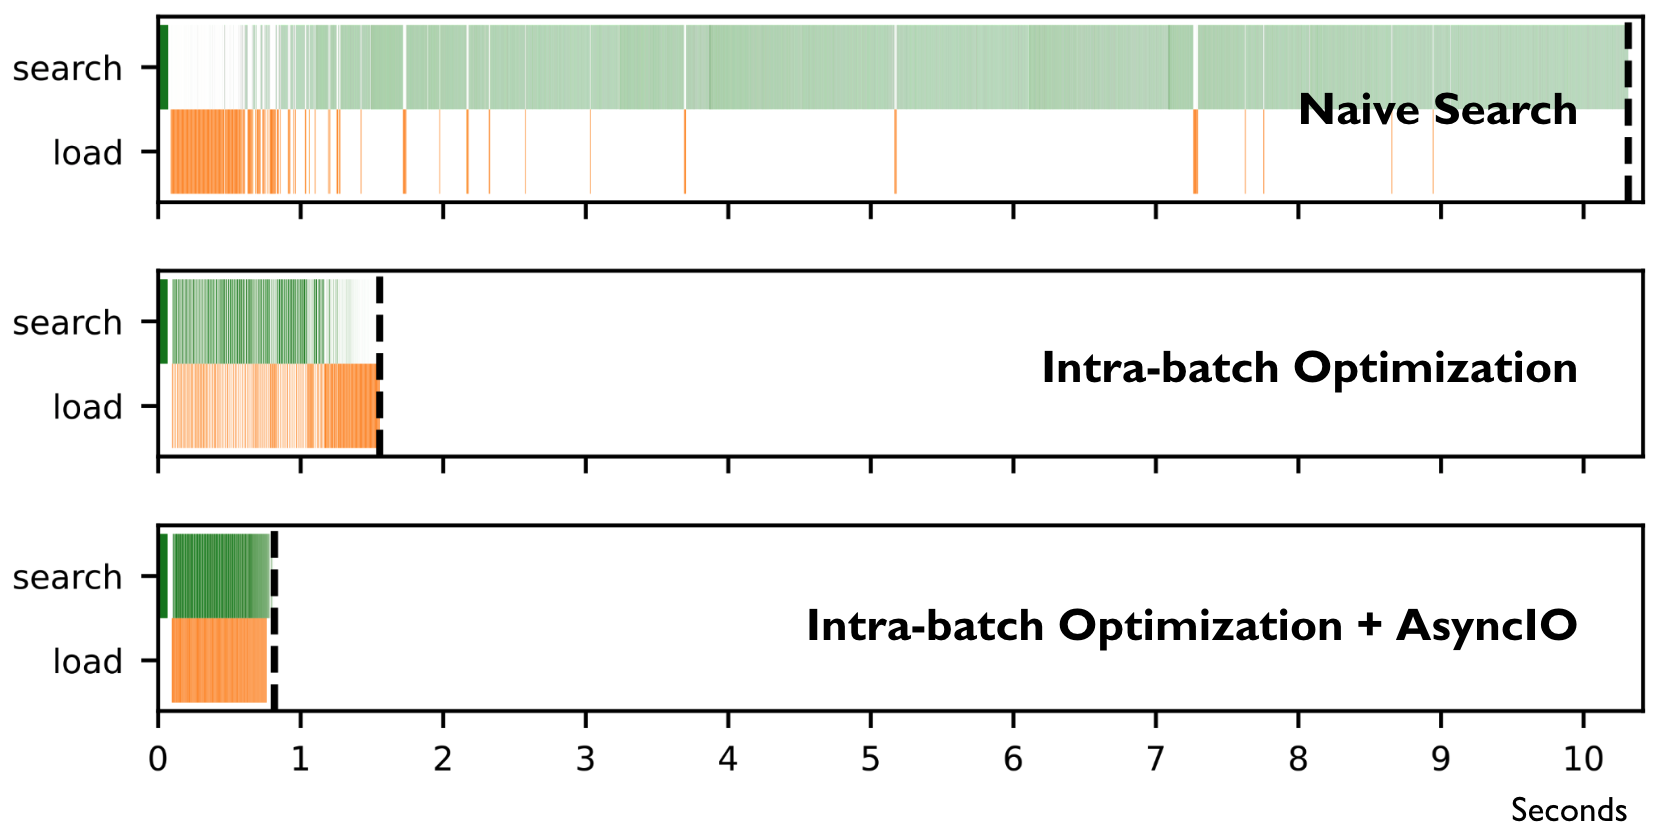 search
load
Naive Search
search
load
Intra-batch Optimization
search
load
Intra-batch Optimization + AsyncIO
0 1 2 3 4 5 6 7 8 9 10
Seconds